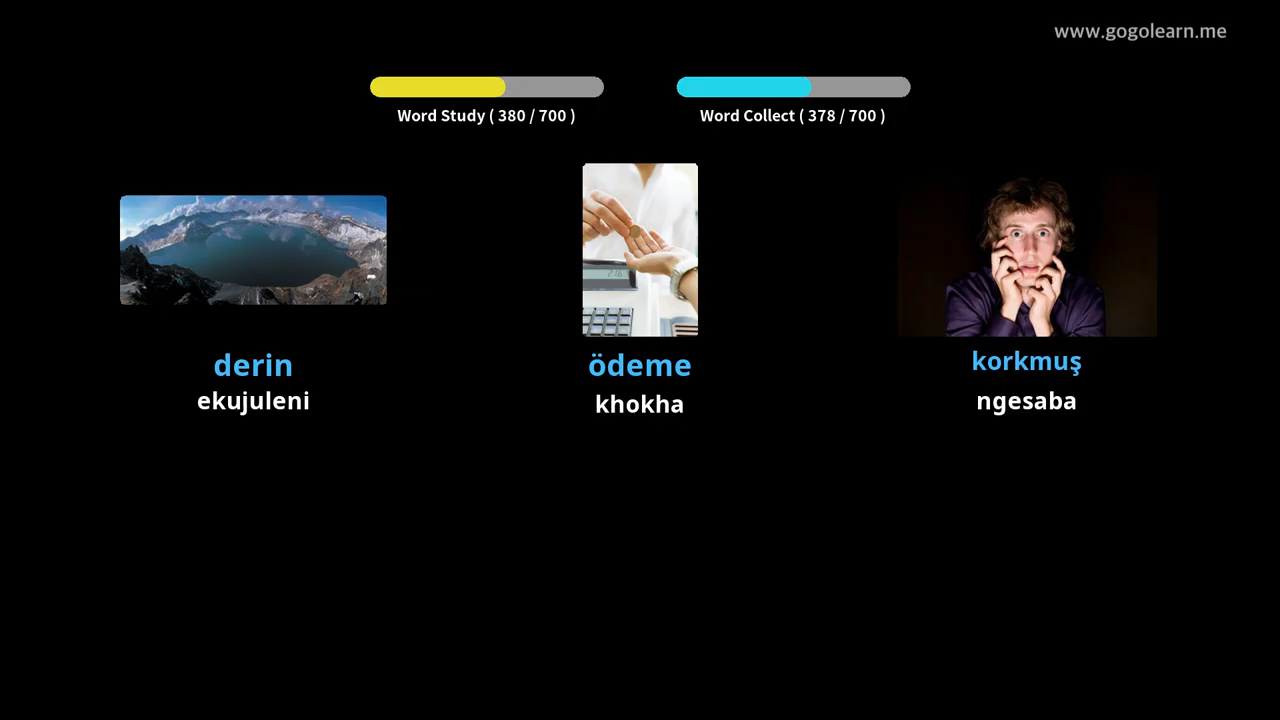 www.gogolearn.me
Word Study ( 380 / 700 )
Word Collect ( 378 / 700 )
derin
ekujuleni
ödeme
khokha
korkmuş
ngesaba